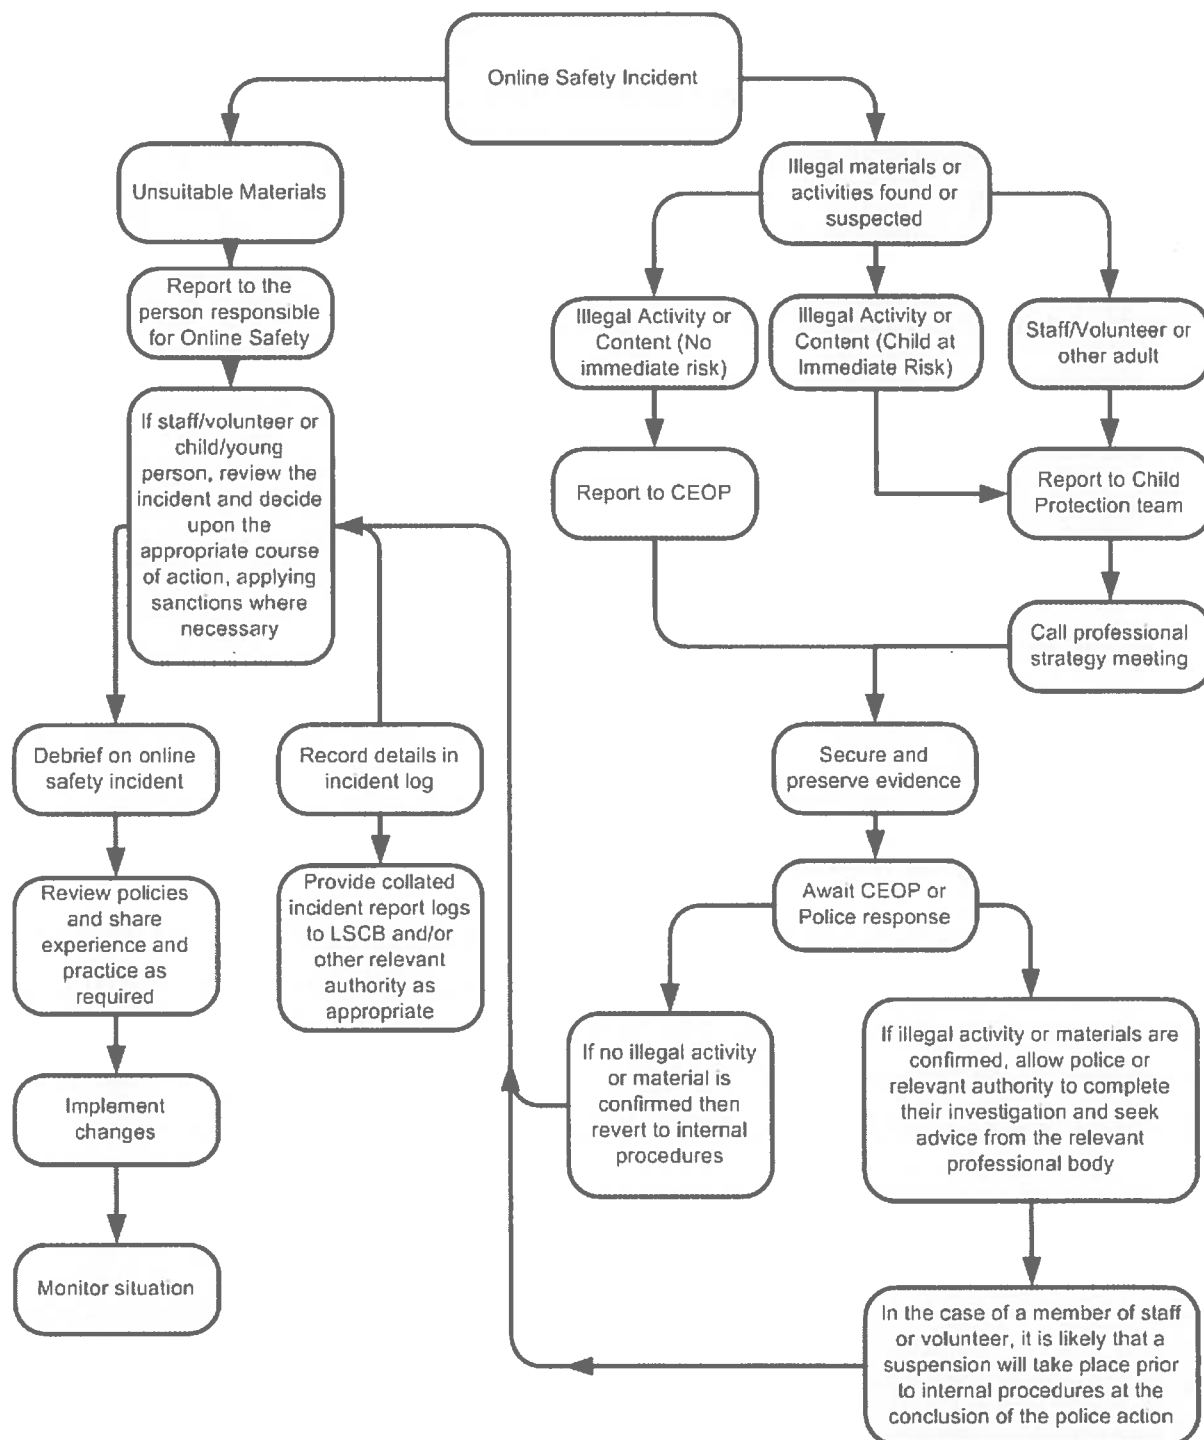 Online Safety Incident
Unsuitable Materials
Report to the
person responsible
for Online Safety
If staff/volunteer or
child/young
person, review the
incident and decide
upon the
appropriate course
of action, applying
sanctions where
necessary
Debrief on online
safety incident
Review policies
and share
experience and
practice as
required
Implement
changes
Monitor situation
Record details in
incident log
Provide collated
incident report logs
to LSCB and/or
other relevant
authority as
appropriate
Illegal materials or
activities found or
suspected
Illegal Activity or
Content (No
immediate risk)
Illegal Activity or
Content (Child at
Immediate Risk)
Staff/Volunteer or
other adult
Report to CEOP
Report to Child
Protection team
Call professional
strategy meeting
Secure and
preserve evidence
Await CEOP or
Police response
If no illegal activity
or material is
confirmed then
revert to internal
procedures
If illegal activity or materials are
confirmed, allow police or
relevant authority to complete
their investigation and seek
advice from the relevant
professional body
In the case of a member of staff
or volunteer, it is likely that a
suspension will take place prior
to internal procedures at the
conclusion of the police action